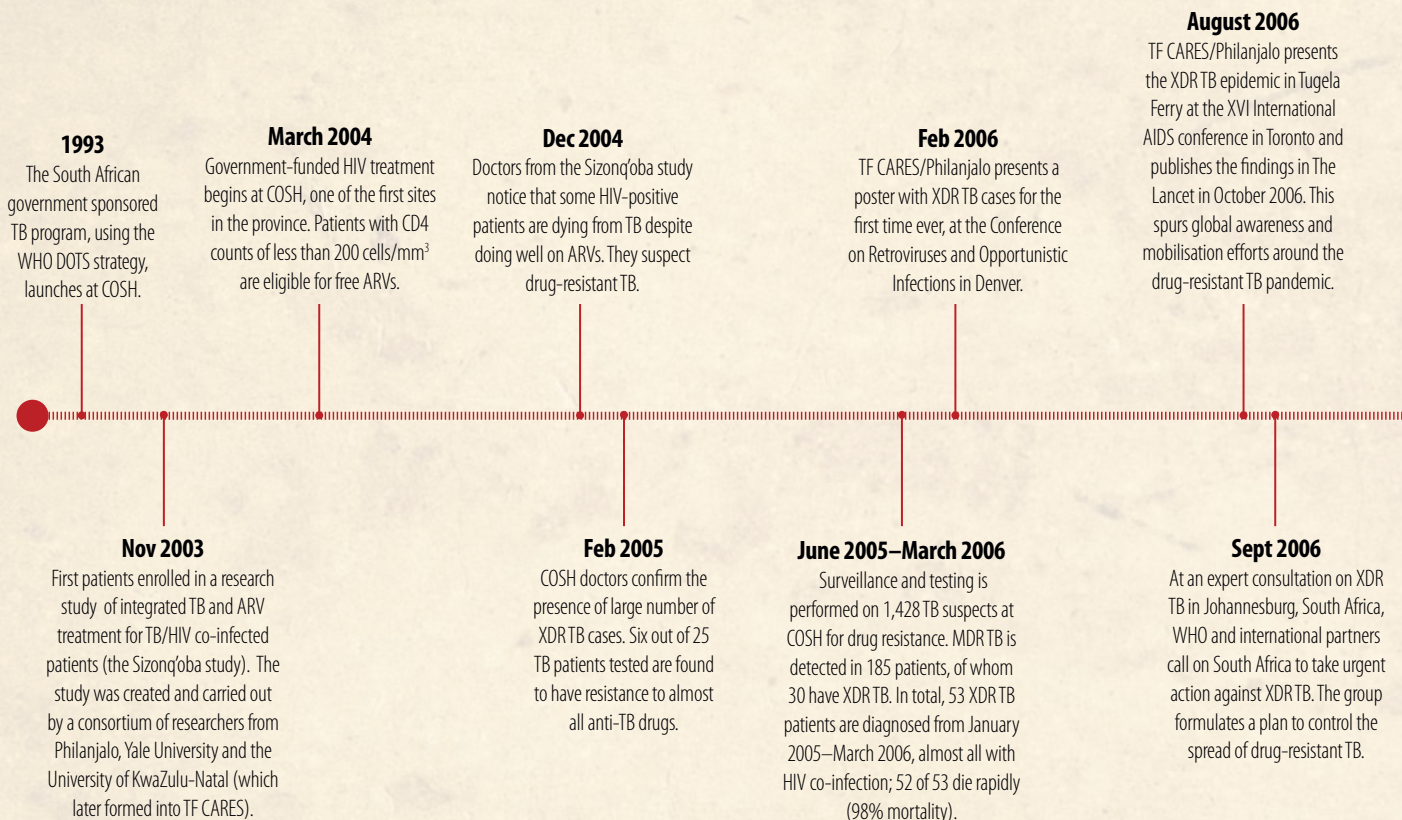 1993
The South African
government sponsored
TB program, using the
WHO DOTS strategy,
launches at COSH.
Nov 2003
First patients enrolled in a research
study of integrated TB and ARV
treatment for TB/HIV co-infected
patients (the Sizonq'oba study). The
study was created and carried out
by a consortium of researchers from
Philanjalo, Yale University and the
University of KwaZulu-Natal (which
later formed into TF CARES).
March 2004
Government-funded HIV treatment
begins at COSH, one of the first sites
in the province. Patients with CD4
counts of less than 200 cells/mm³
are eligible for free ARVs.
Dec 2004
Doctors from the Sizonq'oba study
notice that some HIV-positive
patients are dying from TB despite
doing well on ARVs. They suspect
drug-resistant TB.
Feb 2005
COSH doctors confirm the
presence of large number of
XDR TB cases. Six out of 25
TB patients tested are found
to have resistance to almost
all anti-TB drugs.
June 2005–March 2006
Surveillance and testing is
performed on 1,428 TB suspects at
COSH for drug resistance. MDR TB is
detected in 185 patients, of whom
30 have XDR TB. In total, 53 XDR TB
patients are diagnosed from January
2005–March 2006, almost all with
HIV co-infection; 52 of 53 die rapidly
(98% mortality).
Feb 2006
TF CARES/Philanjalo presents a
poster with XDR TB cases for the
first time ever, at the Conference
on Retroviruses and Opportunistic
Infections in Denver.
August 2006
TF CARES/Philanjalo presents
the XDR TB epidemic in Tugela
Ferry at the XVI International
AIDS conference in Toronto and
publishes the findings in The
Lancet in October 2006. This
spurs global awareness and
mobilisation efforts around the
drug-resistant TB pandemic.
Sept 2006
At an expert consultation on XDR
TB in Johannesburg, South Africa,
WHO and international partners
call on South Africa to take urgent
action against XDR TB. The group
formulates a plan to control the
spread of drug-resistant TB.